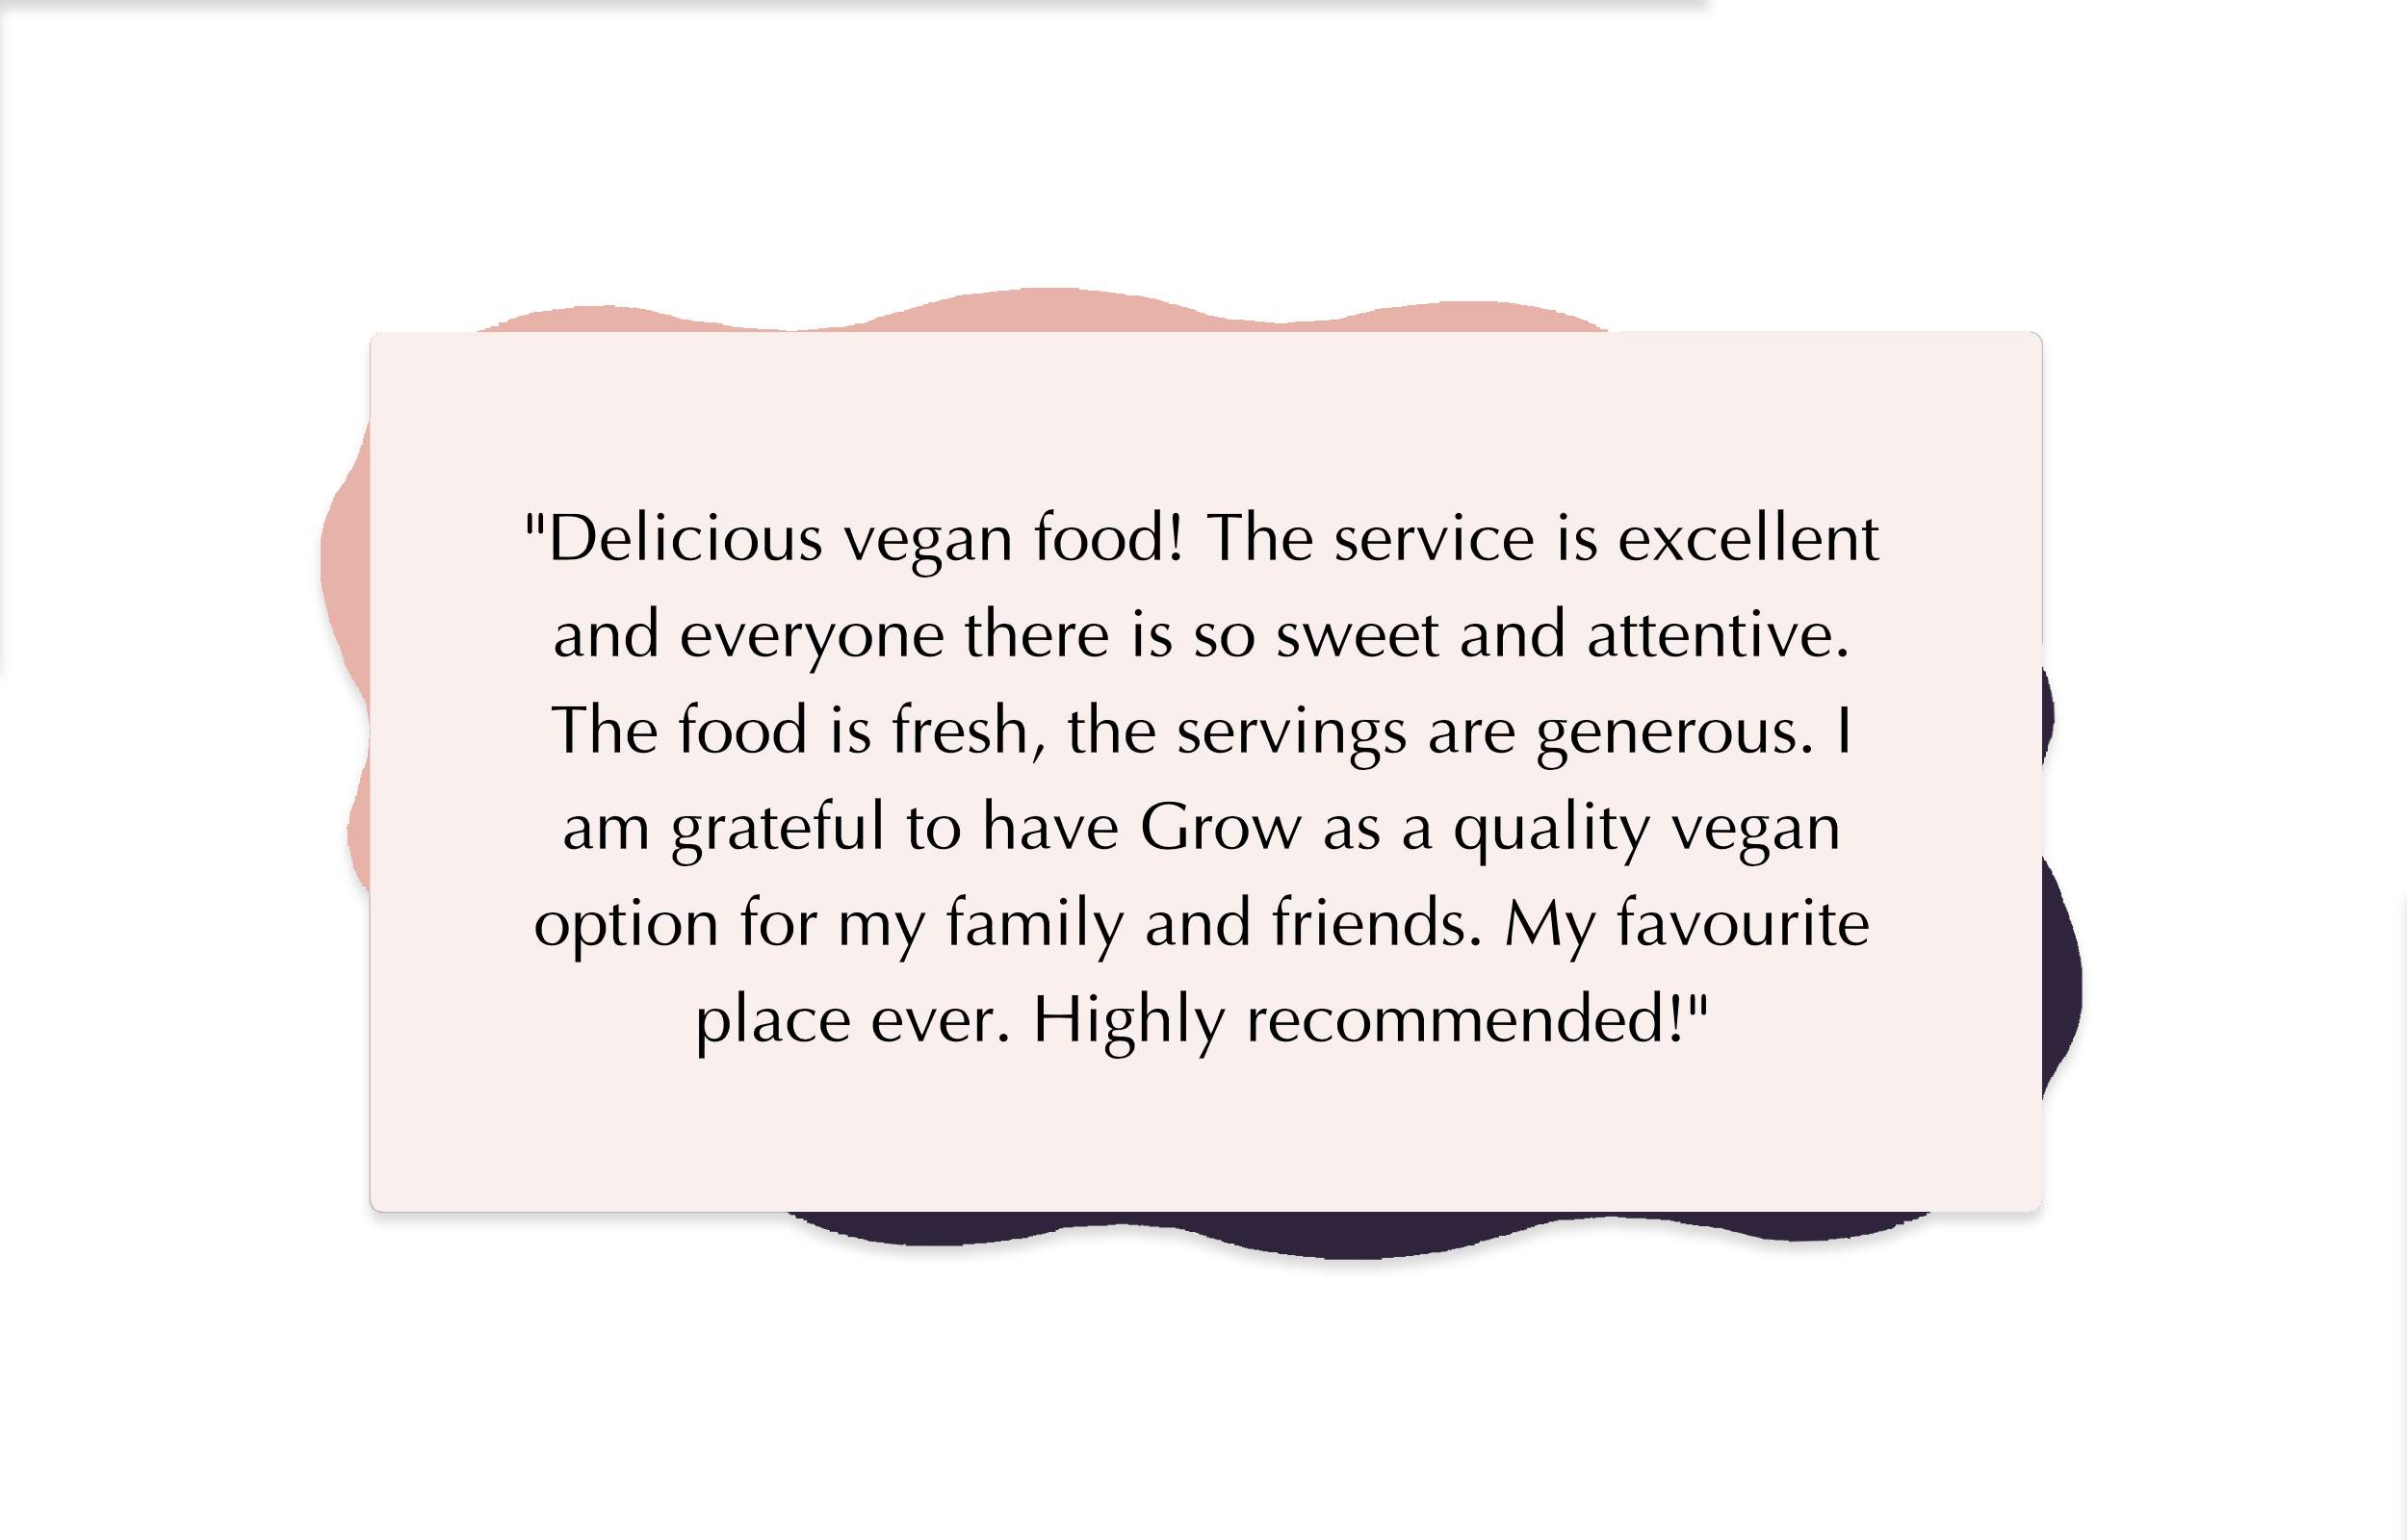 "Delicious vegan food! The service is excellent
and everyone there is so sweet and attentive.
The food is fresh, the servings are generous. I
am grateful to have Grow as a quality vegan
option for my family and friends. My favourite
place ever. Highly recommended!"